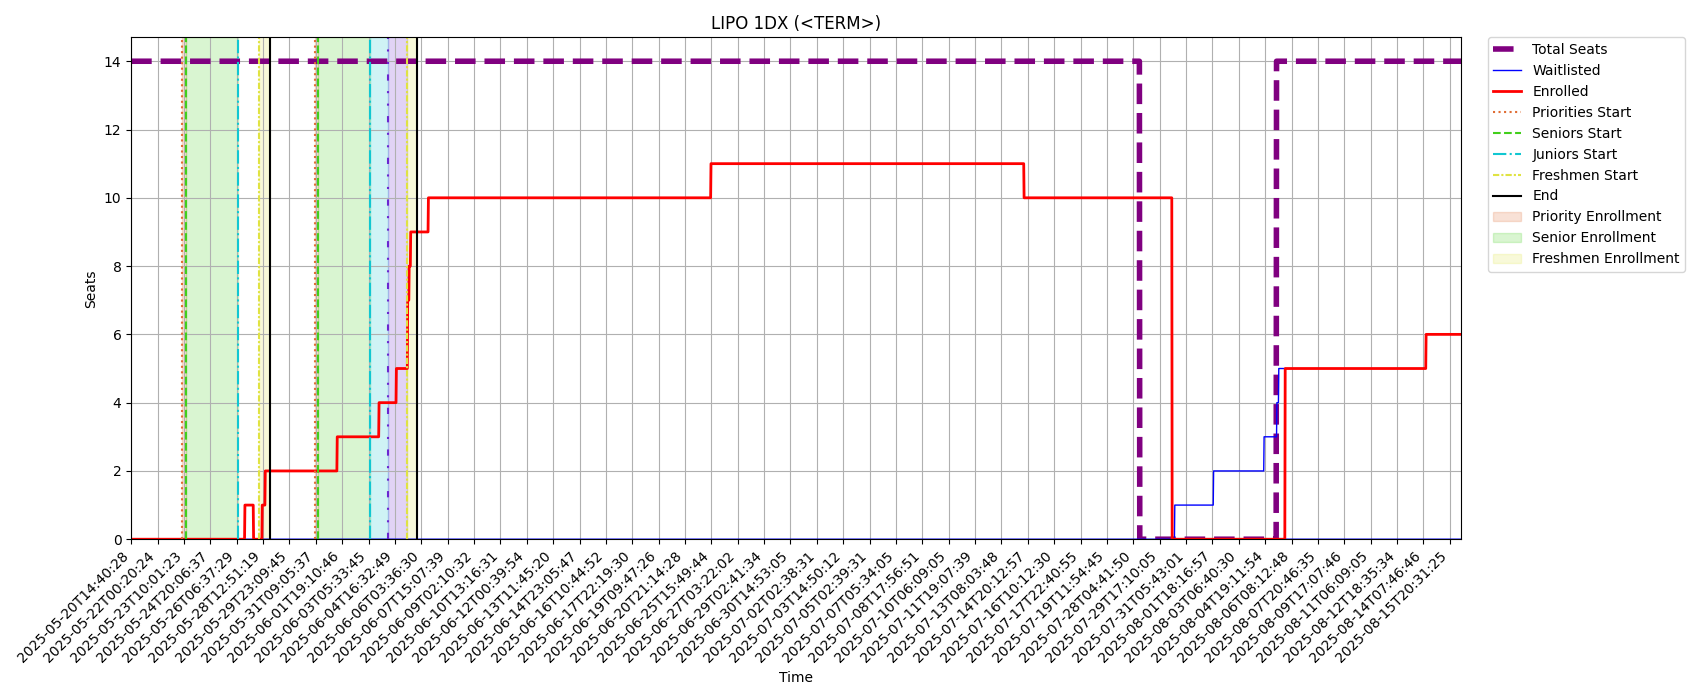 LIPO 1DX (<TERM>)
Total Seats
Waitlisted
Enrolled
Priorities Start
Seniors Start
Juniors Start
Freshmen Start
End
Priority Enrollment
Senior Enrollment
Freshmen Enrollment
Seats
14
12
10
8
6
4
2
0
2025-05-20T14:40:28
2025-05-22T00:20:24
2025-05-23T10:01:23
2025-05-24T20:06:37
2025-05-26T06:37:29
2025-05-28T12:51:19
2025-05-29T23:09:45
2025-05-31T09:05:37
2025-06-01T19:10:46
2025-06-03T05:33:45
2025-06-04T16:32:49
2025-06-06T03:36:30
2025-06-07T15:07:39
2025-06-09T02:10:32
2025-06-10T13:16:31
2025-06-12T00:39:54
2025-06-13T11:45:20
2025-06-14T23:05:47
2025-06-16T10:44:52
2025-06-17T22:19:30
2025-06-19T09:47:26
2025-06-20T21:14:28
2025-06-25T15:49:44
2025-06-27T03:22:02
2025-06-29T02:41:34
2025-06-30T14:53:05
2025-07-02T02:38:31
2025-07-03T14:50:12
2025-07-05T02:39:31
2025-07-07T05:34:05
2025-07-08T17:56:51
2025-07-10T06:09:05
2025-07-11T19:07:39
2025-07-13T08:03:48
2025-07-14T20:12:57
2025-07-16T10:12:30
2025-07-17T22:40:55
2025-07-19T11:54:45
2025-07-28T04:41:50
2025-07-29T17:10:05
2025-07-31T05:43:01
2025-08-01T18:16:57
2025-08-03T06:40:30
2025-08-04T19:11:54
2025-08-06T08:12:48
2025-08-07T20:46:35
2025-08-09T17:07:46
2025-08-11T06:09:05
2025-08-12T18:35:34
2025-08-14T07:46:46
2025-08-15T20:31:25
Time